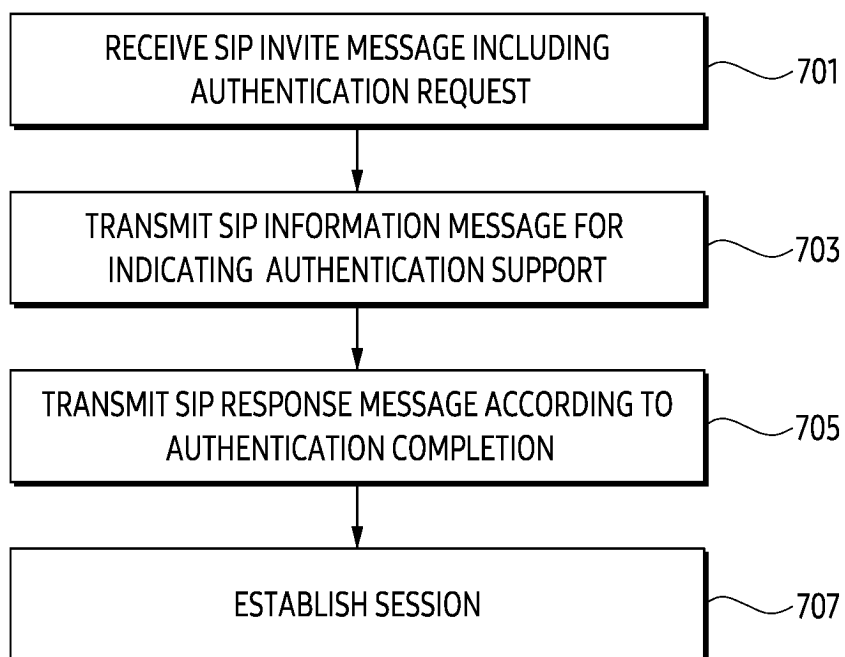 RECEIVE SIP INVITE MESSAGE INCLUDING
AUTHENTICATION REQUEST
701
TRANSMIT SIP INFORMATION MESSAGE FOR
INDICATING AUTHENTICATION SUPPORT
703
TRANSMIT SIP RESPONSE MESSAGE ACCORDING TO
AUTHENTICATION COMPLETION
705
ESTABLISH SESSION
707